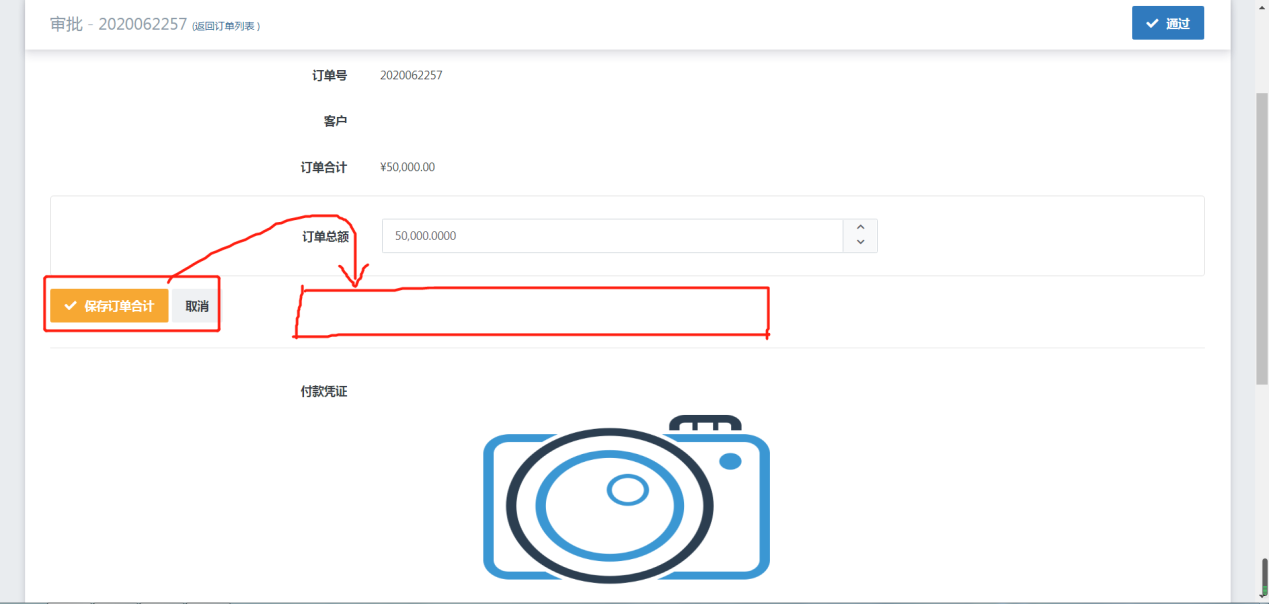 审批 - 2020062257 (返回订单列表 )
通过
订单号 2020062257
客户
订单合计 ¥50,000.00
订单总额 50,000.0000
保存订单合计 取消
付款凭证